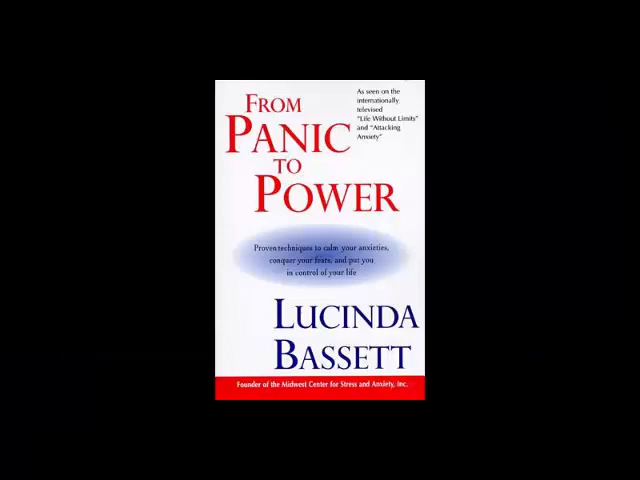 FROM
PANIC
TO
POWER
As seen on the
internationally
televised
"Life Without Limits"
and "Attacking
Anxiety"
Proven techniques to calm your anxieties,
conquer your fears, and put you
in control of your life
LUCINDA
BASSETT
Founder of the Midwest Center for Stress and Anxiety, Inc.